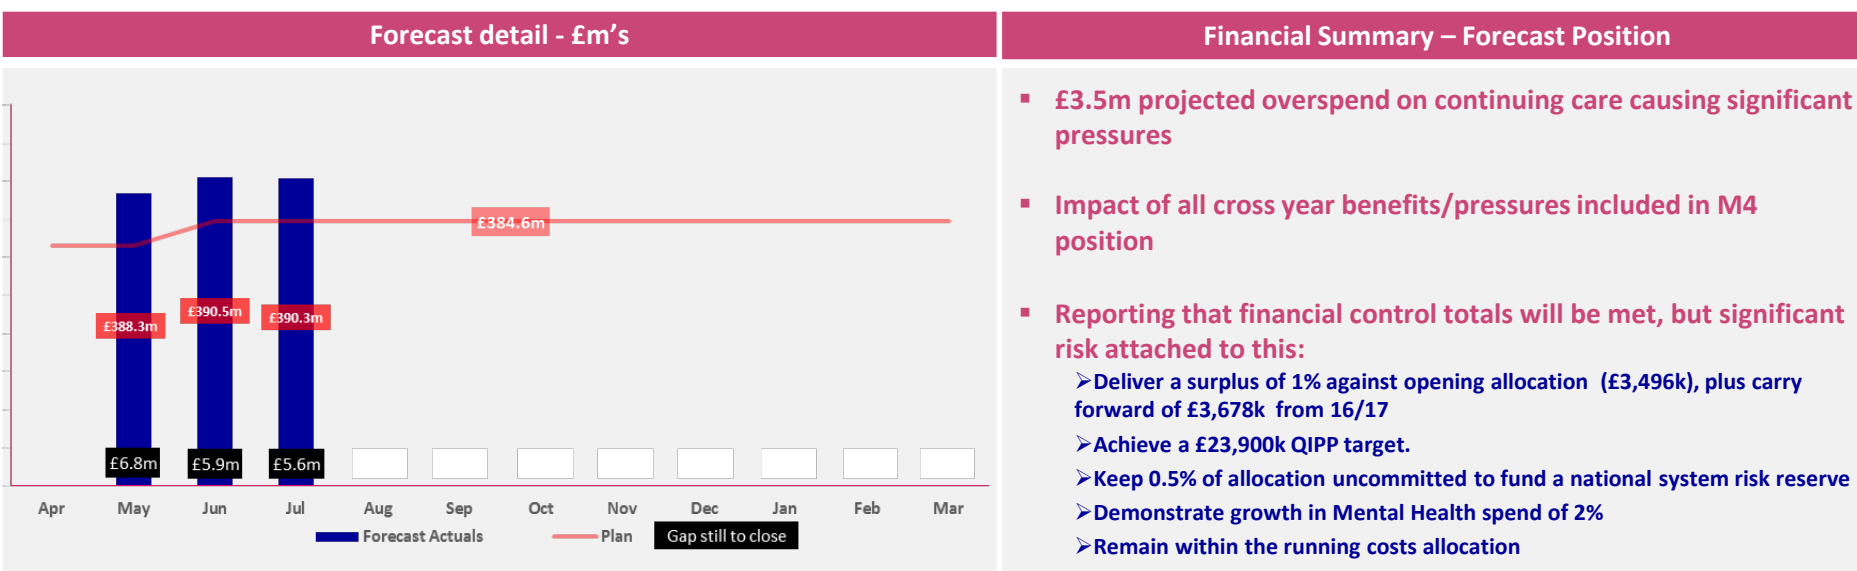 Forecast detail - £m’s
£384.6m
£388.3m
£390.5m
£390.3m
£6.8m
£5.9m
£5.6m
Apr May Jun Jul Aug Sep Oct Nov Dec Jan Feb Mar
Forecast Actuals Plan Gap still to close
Financial Summary – Forecast Position
▪ £3.5m projected overspend on continuing care causing significant
pressures
▪ Impact of all cross year benefits/pressures included in M4
position
▪ Reporting that financial control totals will be met, but significant
risk attached to this:
➢Deliver a surplus of 1% against opening allocation (£3,496k), plus carry
forward of £3,678k from 16/17
➢Achieve a £23,900k QIPP target.
➢Keep 0.5% of allocation uncommitted to fund a national system risk reserve
➢Demonstrate growth in Mental Health spend of 2%
➢Remain within the running costs allocation